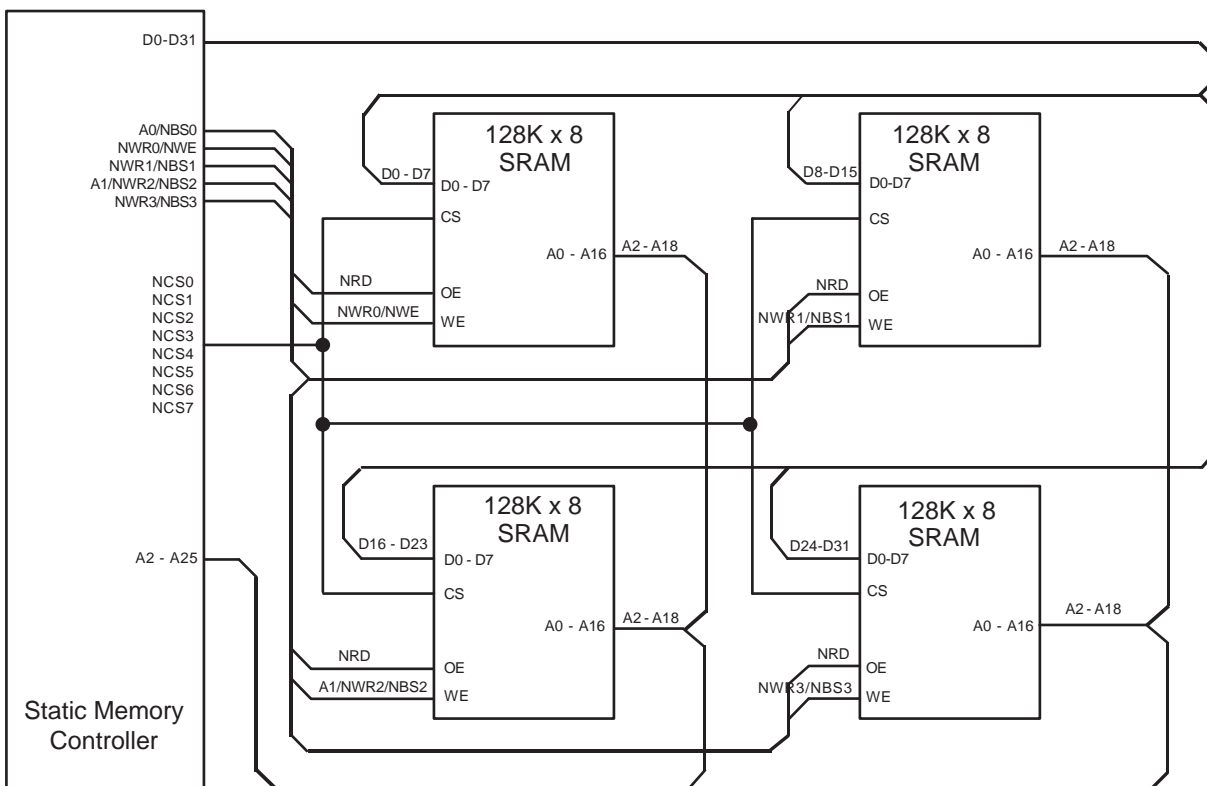 D0-D31
A0/NBS0
NWR0/NWE
NWR1/NBS1
A1/NWR2/NBS2
NWR3/NBS3
NCS0
NCS1
NCS2
NCS3
NCS4
NCS5
NCS6
NCS7
A2 - A25
Static Memory
Controller
128K x 8
SRAM
D0 - D7
D0 - D7
CS
A0 - A16
A2 - A18
NRD
OE
NWR0/NWE
WE
128K x 8
SRAM
D8-D15
D0-D7
CS
A0 - A16
A2 - A18
NRD
OE
NWR1/NBS1
WE
128K x 8
SRAM
D16 - D23
D0 - D7
CS
A0 - A16
A2 - A18
NRD
OE
A1/NWR2/NBS2
WE
128K x 8
SRAM
D24-D31
D0-D7
CS
A0 - A16
A2 - A18
NRD
OE
NWR3/NBS3
WE